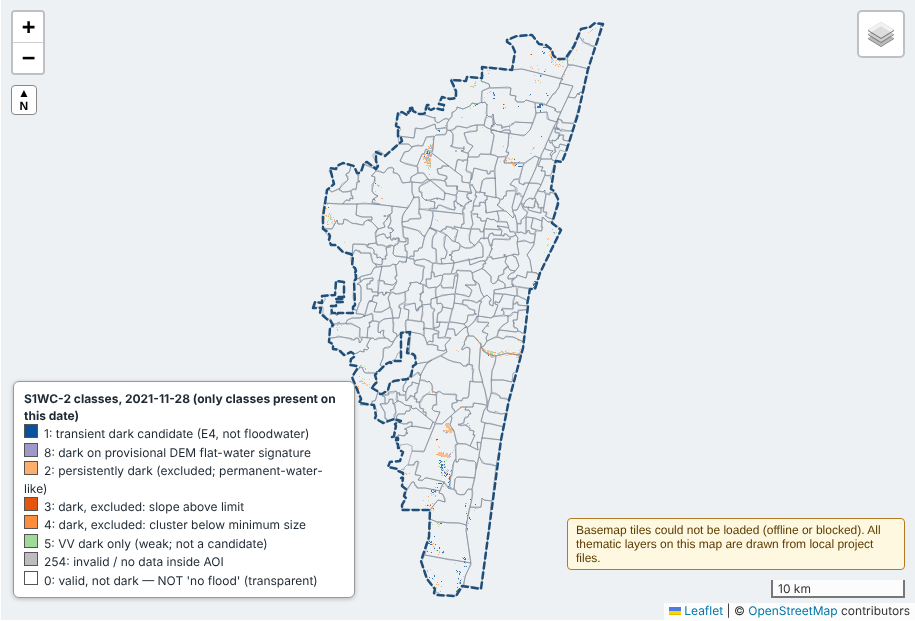 +
−
▲
N
S1WC-2 classes, 2021-11-28 (only classes present on
this date)
1: transient dark candidate (E4, not floodwater)
8: dark on provisional DEM flat-water signature
2: persistently dark (excluded; permanent-water-
like)
3: dark, excluded: slope above limit
4: dark, excluded: cluster below minimum size
5: VV dark only (weak; not a candidate)
254: invalid / no data inside AOI
0: valid, not dark — NOT 'no flood' (transparent)
Basemap tiles could not be loaded (offline or blocked). All
thematic layers on this map are drawn from local project
files.
10 km
Leaflet | © OpenStreetMap contributors